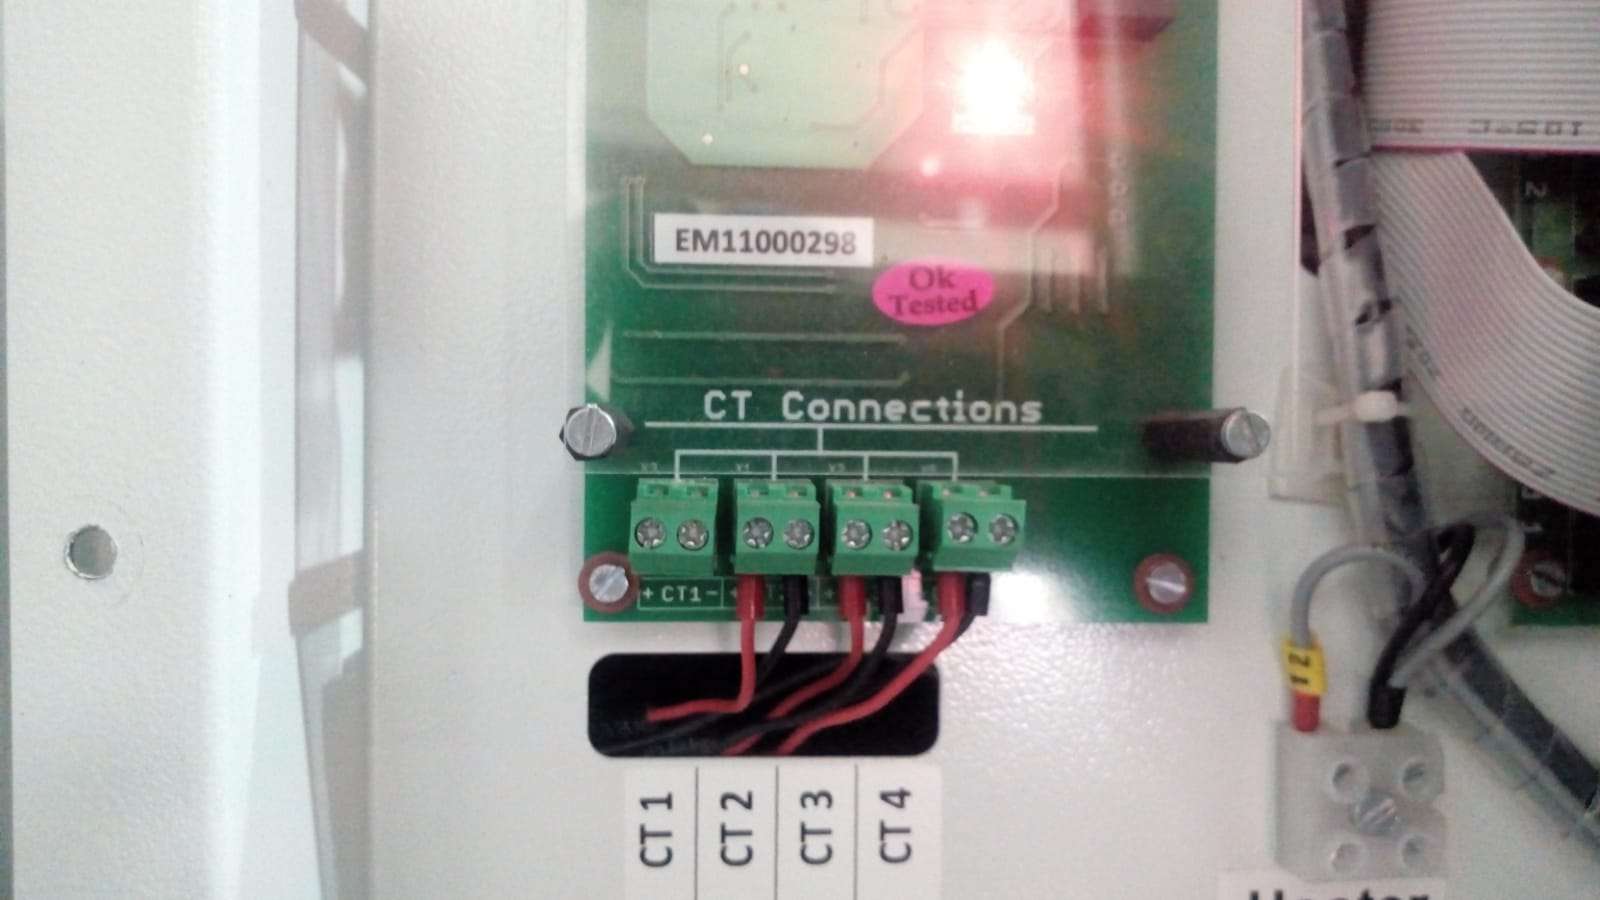 EM11000298
Ok
Tested
CT Connections
+ CT1 -
CT 1
CT 2
CT 3
CT 4